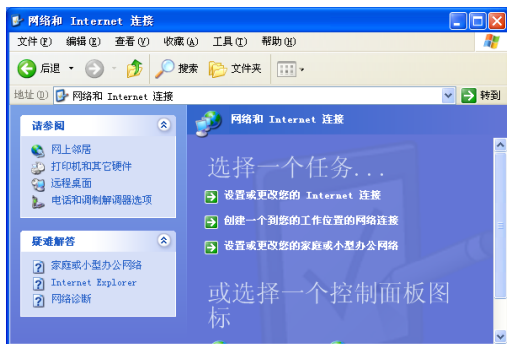 网络和 Internet 连接
文件(F) 编辑(E) 查看(V) 收藏(A) 工具(T) 帮助(H)
后退 搜索 文件夹
地址(D) 网络和 Internet 连接 转到
请参阅
网上邻居
打印机和其它硬件
远程桌面
电话和调制解调器选项
疑难解答
家庭或小型办公网络
Internet Explorer
网络诊断
网络和 Internet 连接
选择一个任务...
设置或更改您的 Internet 连接
创建一个到您的工作位置的网络连接
设置或更改您的家庭或小型办公网络
或选择一个控制面板图
标